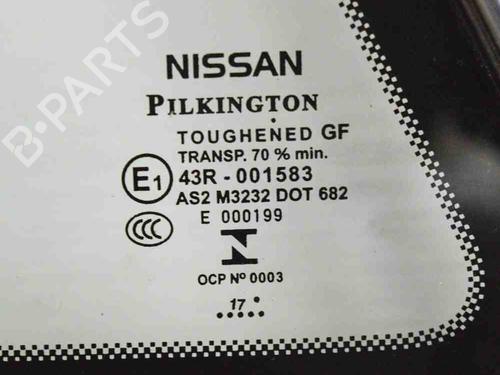 B-PARTS
NISSAN
PILKINGTON
TOUGHENED GF
TRANSP. 70 % min.
E1 43R - 001583
AS2 M3232 DOT 682
E 000199
CCC
N
OCP Nº 0003
..17
.....